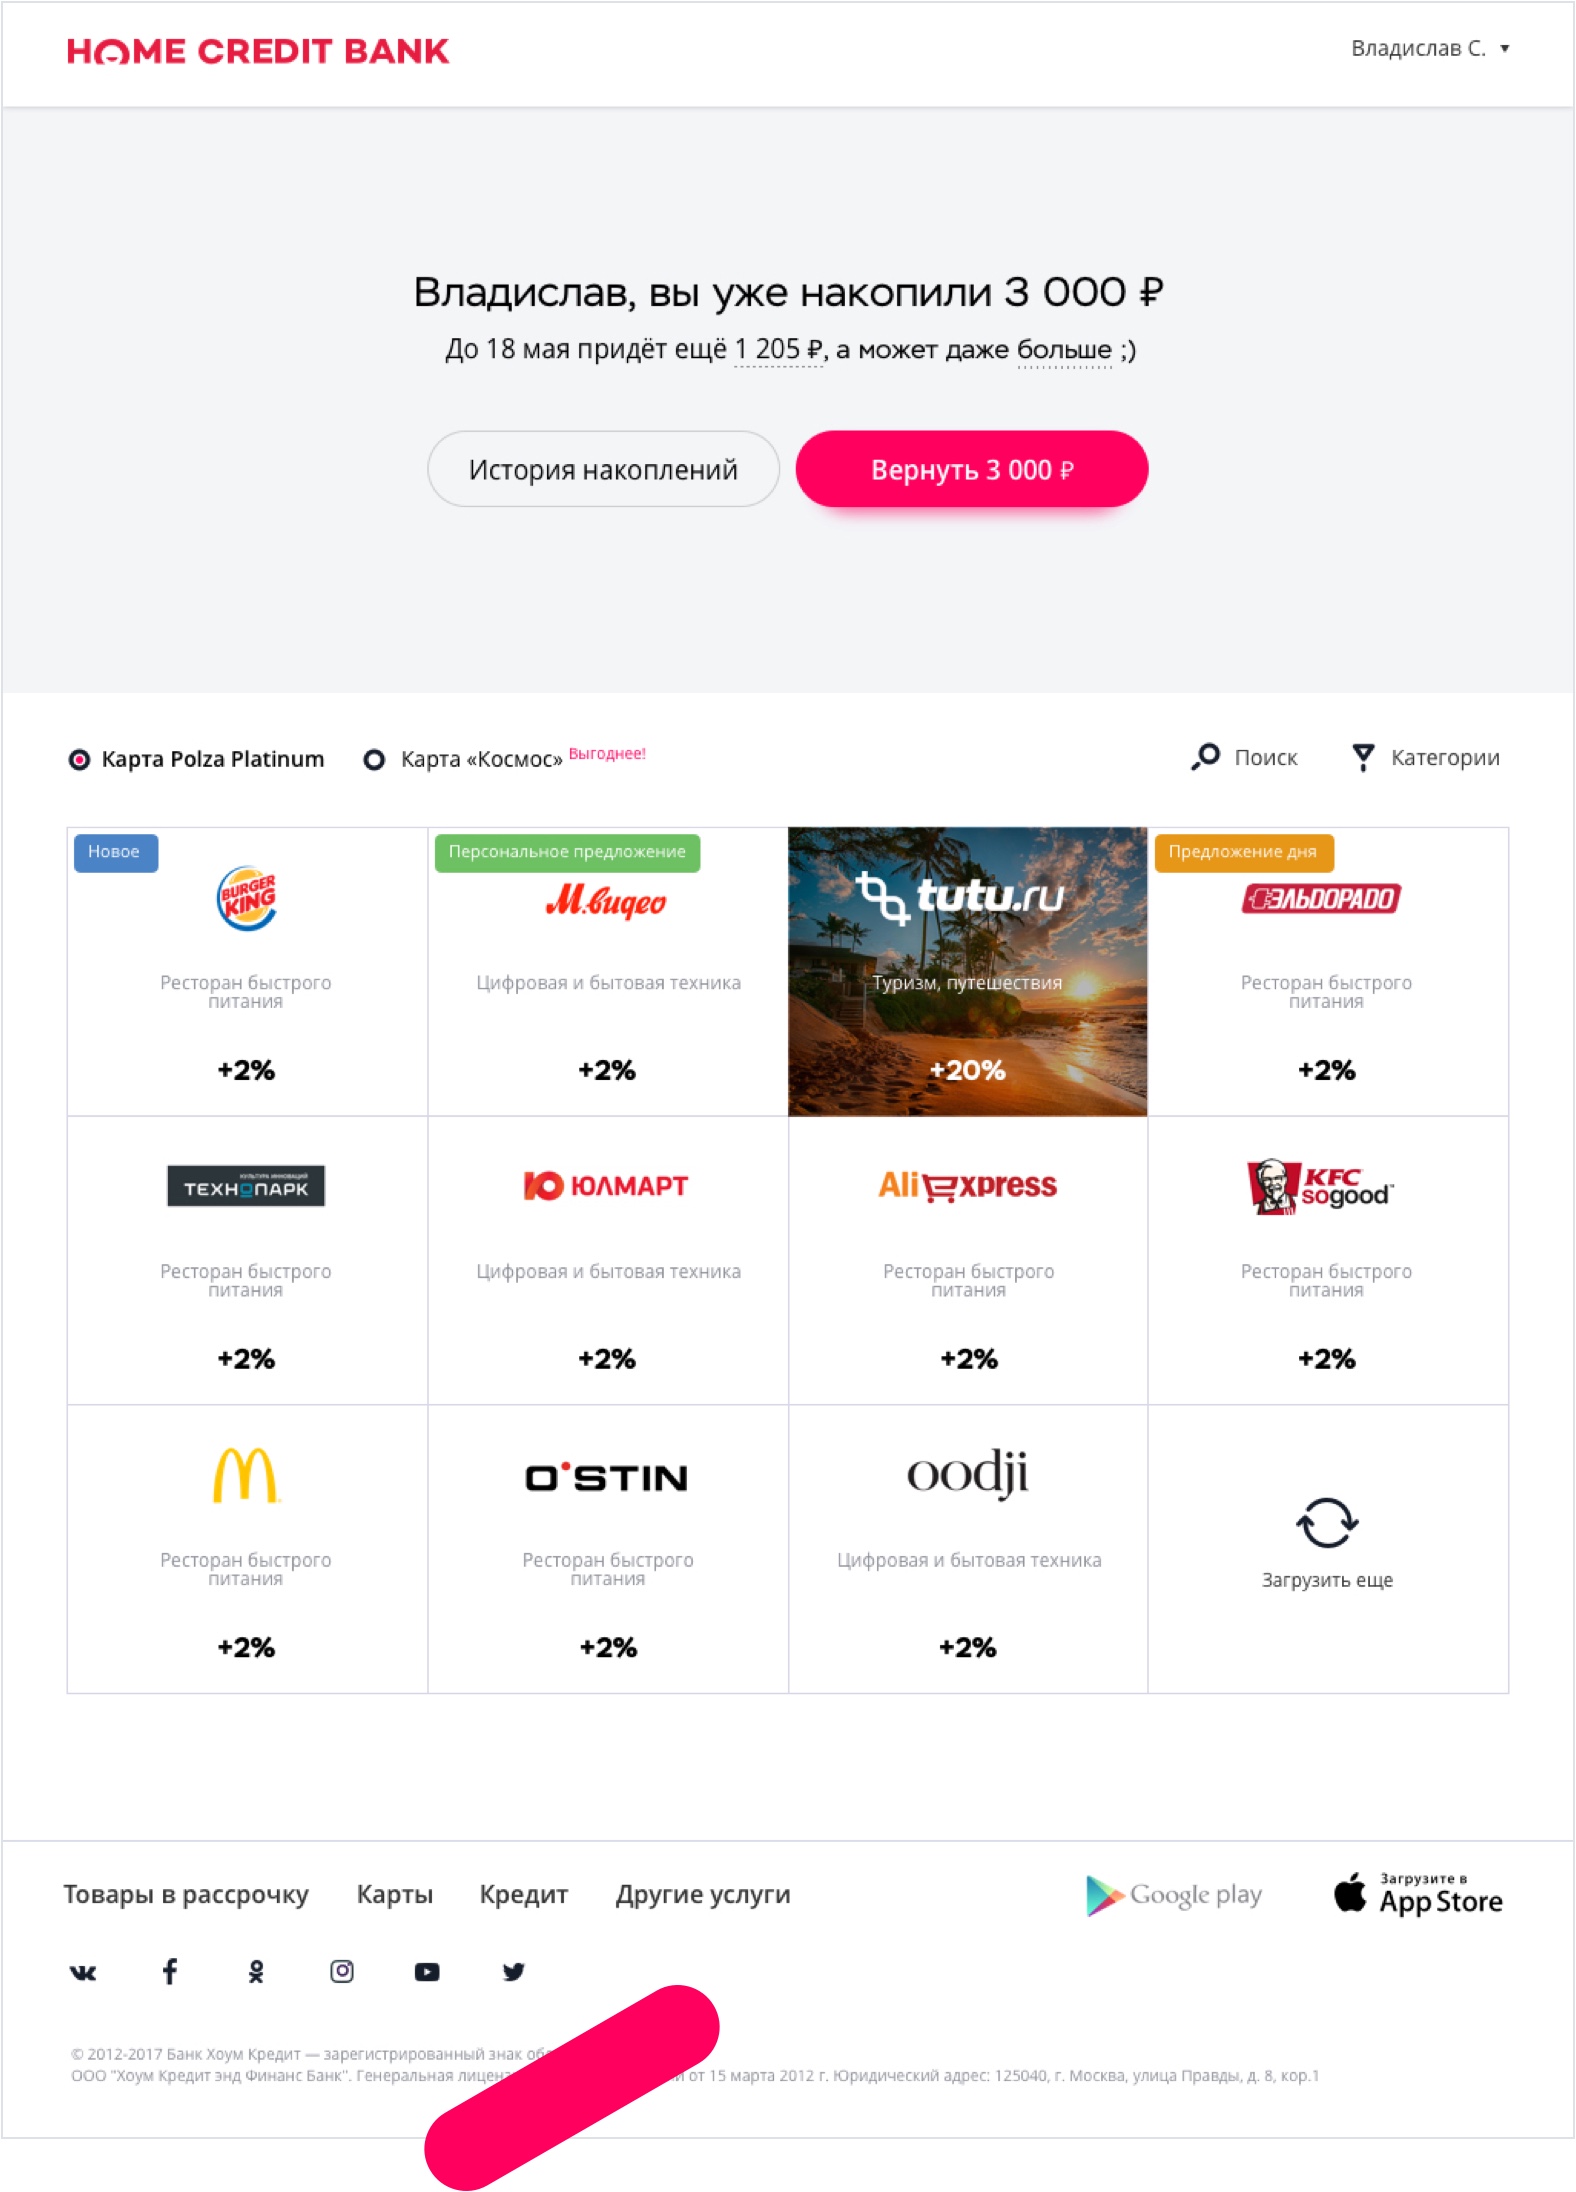 HOME CREDIT BANK
Владислав С.
Владислав, вы уже накопили 3 000 ₽
До 18 мая придёт ещё 1 205 ₽, а может даже больше ;)
История накоплений
Вернуть 3 000 ₽
Карта Polza Platinum
Карта «Космос» Выгоднее!
Поиск
Категории
Новое
BURGER
KING
Ресторан быстрого
питания
+2%
Персональное предложение
М.видео
Цифровая и бытовая техника
+2%
tutu.ru
Туризм, путешествия
+20%
Предложение дня
ЭЛЬДОРАДО
Ресторан быстрого
питания
+2%
КУЛЬТУРА ИННОВАЦИЙ
ТЕХНОПАРК
Ресторан быстрого
питания
+2%
Ю ЮЛМАРТ
Цифровая и бытовая техника
+2%
AliExpress
Ресторан быстрого
питания
+2%
KFC
sogood™
Ресторан быстрого
питания
+2%
Ресторан быстрого
питания
+2%
O'STIN
Ресторан быстрого
питания
+2%
oodji
Цифровая и бытовая техника
+2%
Загрузить еще
Товары в рассрочку
Карты
Кредит
Другие услуги
Google play
Загрузите в
App Store
© 2012-2017 Банк Хоум Кредит — зарегистрированный знак
ООО "Хоум Кредит энд Финанс Банк". Генеральная от 15 марта 2012 г. Юридический адрес: 125040, г. Москва, улица Правды, д. 8, кор.1